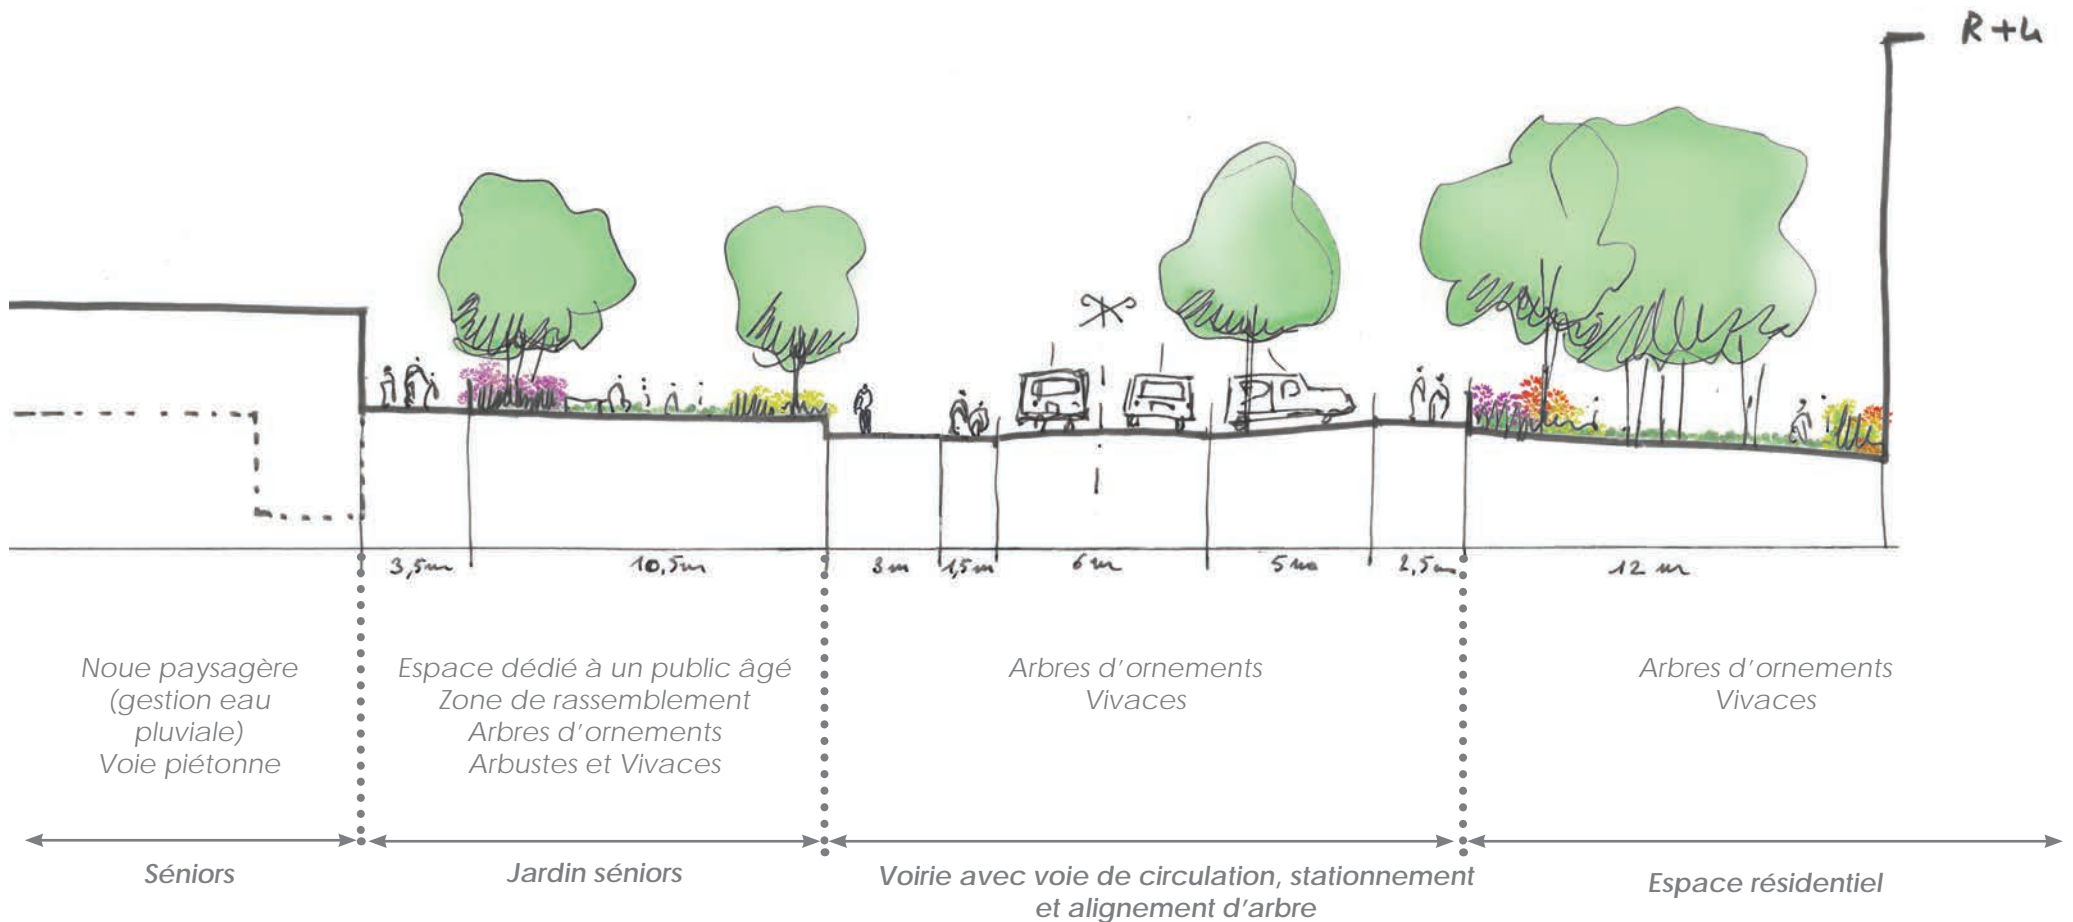 R+4
3,5m
10,5m
3m
1,5m
6m
5m
2,5m
12 m
Noue paysagère
(gestion eau
pluviale)
Voie piétonne
Espace dédié à un public âgé
Zone de rassemblement
Arbres d'ornements
Arbustes et Vivaces
Arbres d'ornements
Vivaces
Arbres d'ornements
Vivaces
Séniors
Jardin séniors
Voirie avec voie de circulation, stationnement
et alignement d'arbre
Espace résidentiel